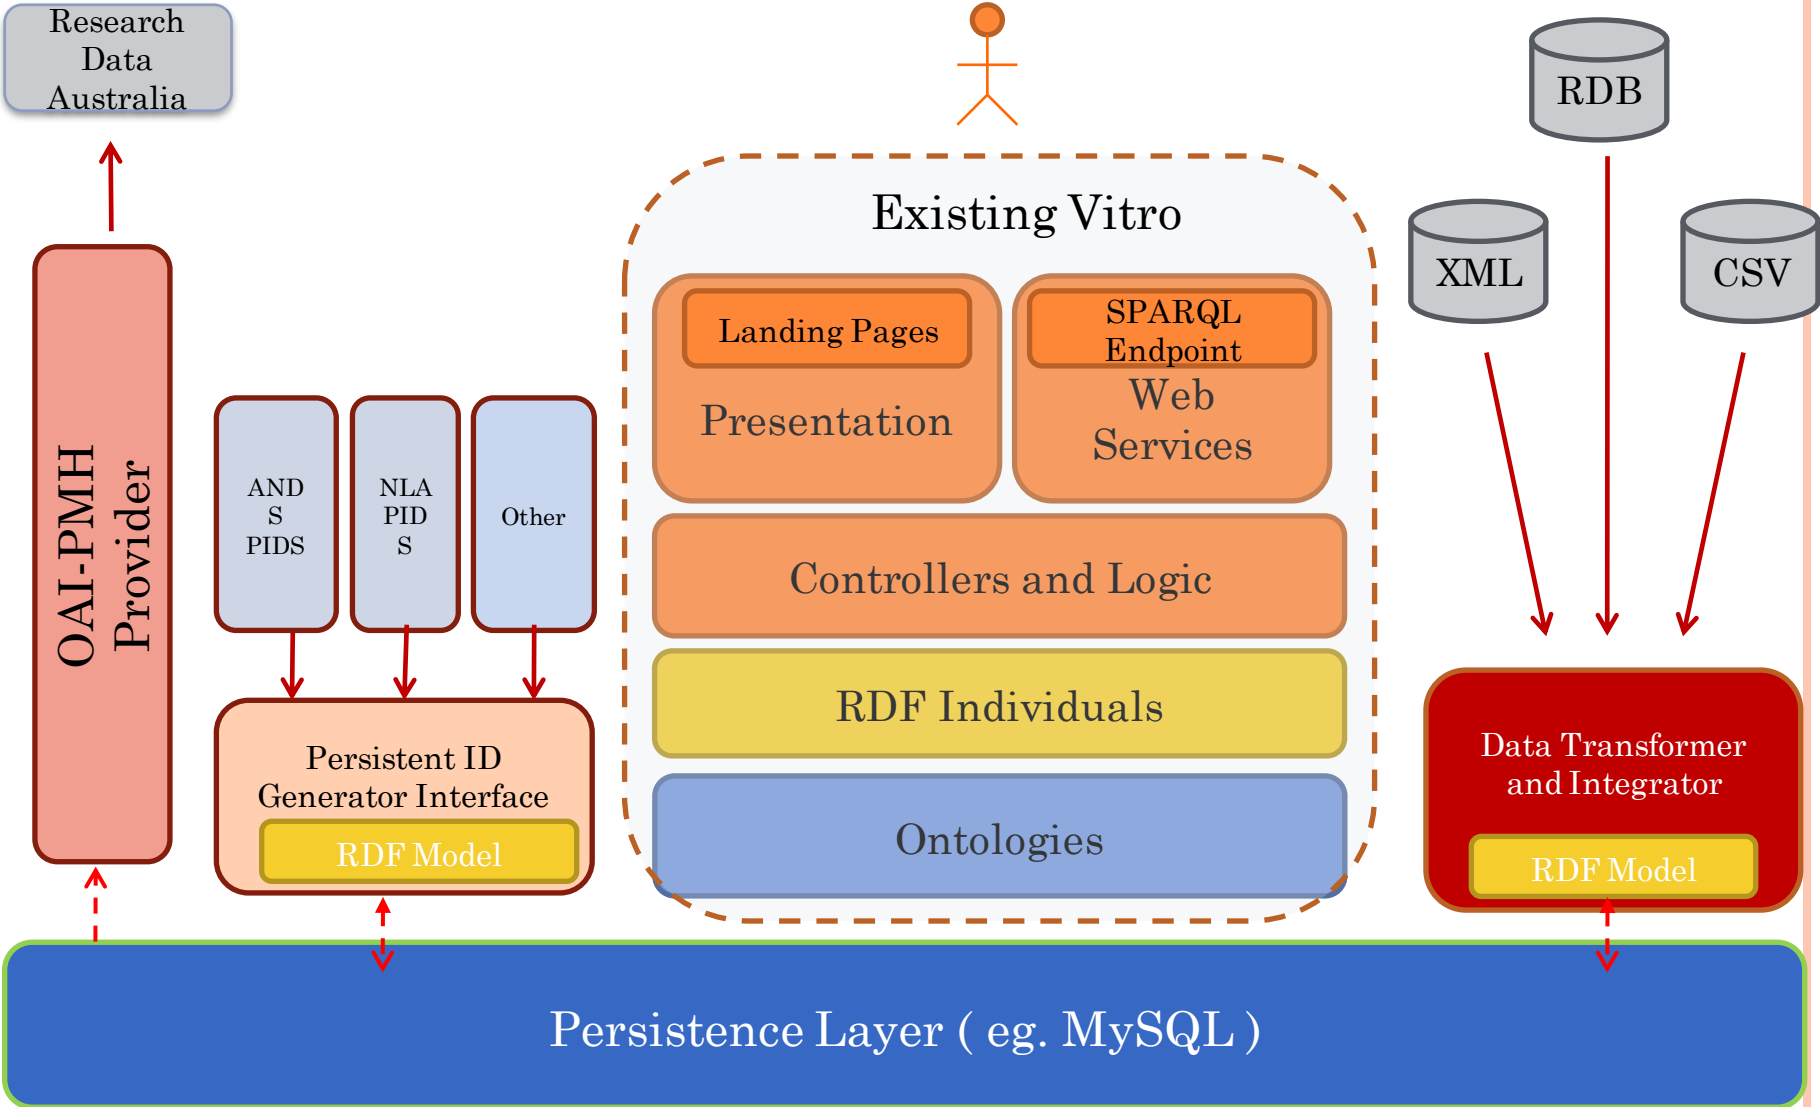 Research
Data
Australia
RDB
XML
CSV
Existing Vitro
Landing Pages
Presentation
SPARQL
Endpoint
Web
Services
OAI-PMH
Provider
AND
S
PIDS
NLA
PID
S
Other
Controllers and Logic
RDF Individuals
Persistent ID
Generator Interface
RDF Model
Ontologies
Data Transformer
and Integrator
RDF Model
Persistence Layer ( eg. MySQL )